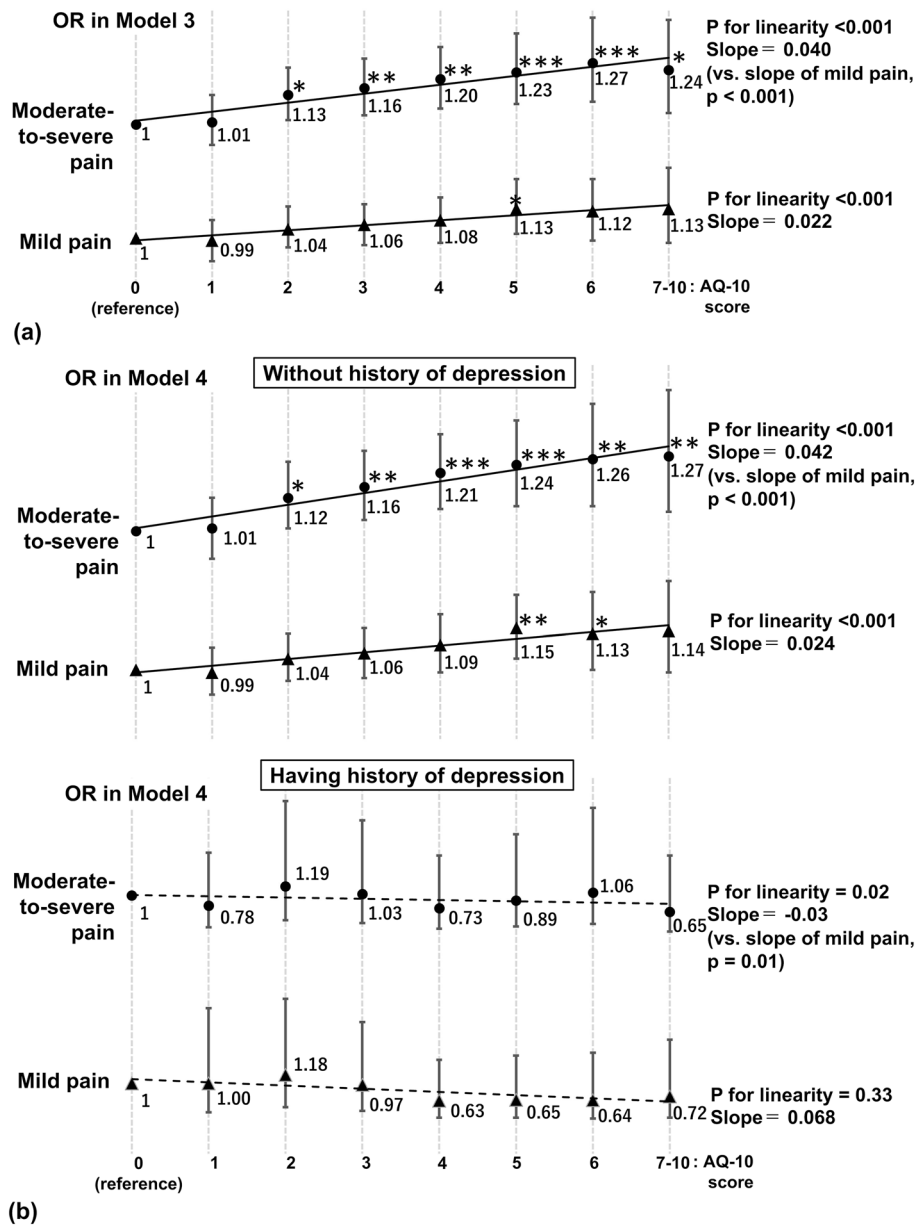 OR in Model 3
Moderate-
to-severe
pain
1
1.01
*
1.13
**
1.16
**
1.20
***
1.23
***
1.27
*
1.24
P for linearity <0.001
Slope = 0.040
(vs. slope of mild pain,
p < 0.001)
Mild pain
1
0.99
1.04
1.06
1.08
*
1.13
1.12
1.13
P for linearity <0.001
Slope = 0.022
0 1 2 3 4 5 6 7-10 : AQ-10
(reference) score
(a)
OR in Model 4
Without history of depression
Moderate-
to-severe
pain
1
1.01
*
1.12
**
1.16
***
1.21
***
1.24
**
1.26
**
1.27
P for linearity <0.001
Slope = 0.042
(vs. slope of mild pain,
p < 0.001)
Mild pain
1
0.99
1.04
1.06
1.09
**
1.15
*
1.13
1.14
P for linearity <0.001
Slope = 0.024
Having history of depression
OR in Model 4
Moderate-
to-severe
pain
1
0.78
1.19
1.03
0.73
0.89
1.06
0.65
P for linearity = 0.02
Slope = -0.03
(vs. slope of mild pain,
p = 0.01)
Mild pain
1
1.00
1.18
0.97
0.63
0.65
0.64
0.72
P for linearity = 0.33
Slope = 0.068
0 1 2 3 4 5 6 7-10 : AQ-10
(reference) score
(b)